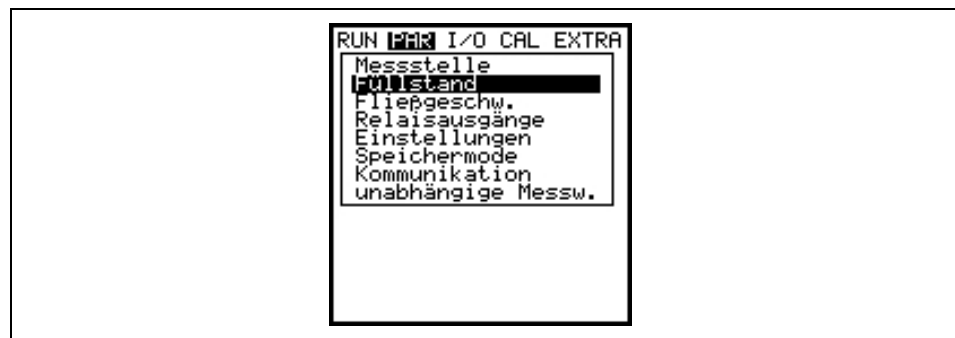 RUN PAR I/O CAL EXTRA
Messstelle
Füllstand
Fließgeschw.
Relaisausgänge
Einstellungen
Speichermode
Kommunikation
unabhängige Messw.